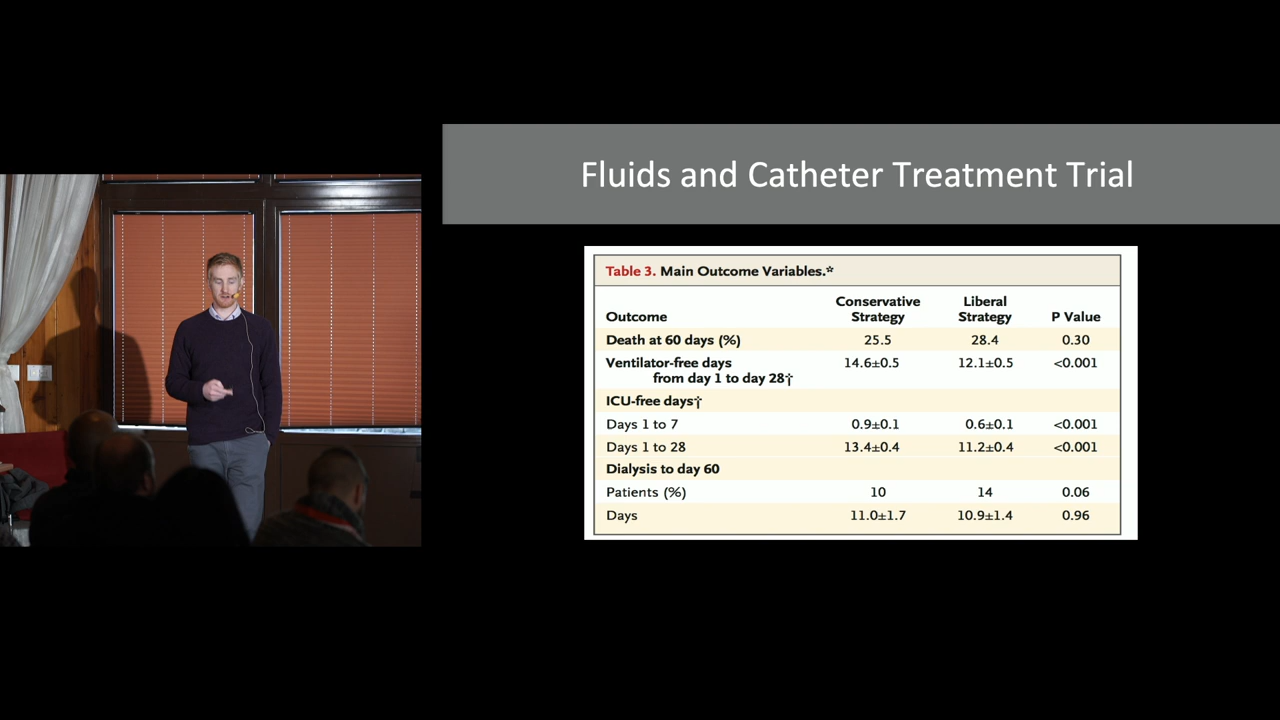 Fluids and Catheter Treatment Trial
Table 3. Main Outcome Variables.*
Outcome Conservative Strategy Liberal Strategy P Value
Death at 60 days (%) 25.5 28.4 0.30
Ventilator-free days from day 1 to day 28† 14.6±0.5 12.1±0.5 <0.001
ICU-free days†
Days 1 to 7 0.9±0.1 0.6±0.1 <0.001
Days 1 to 28 13.4±0.4 11.2±0.4 <0.001
Dialysis to day 60
Patients (%) 10 14 0.06
Days 11.0±1.7 10.9±1.4 0.96